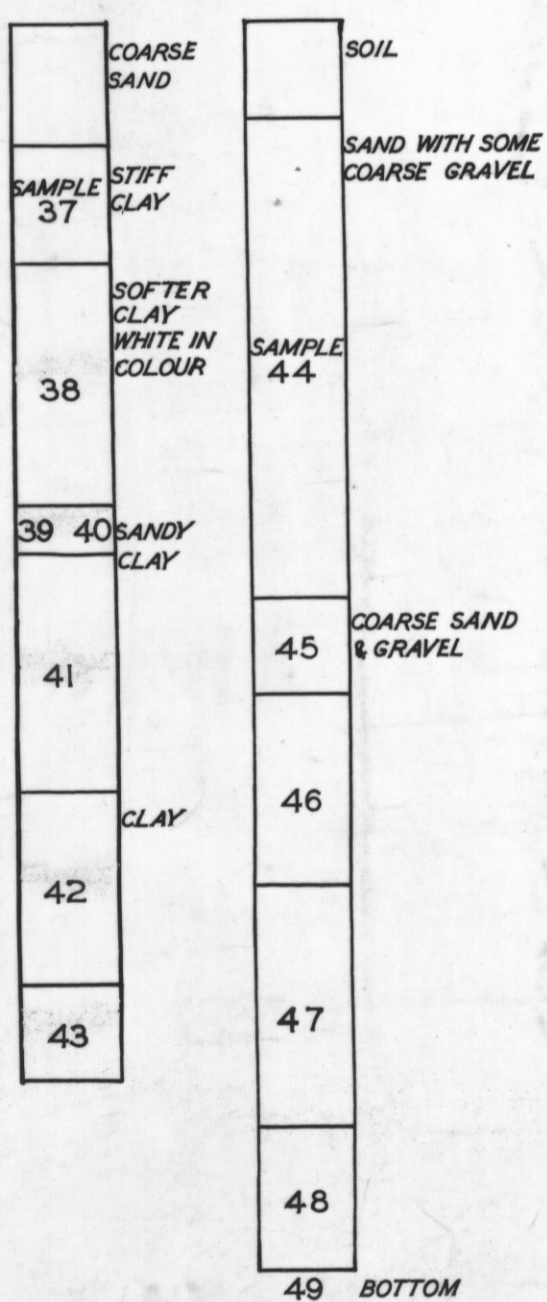 COARSE
SAND
SAMPLE
37
STIFF
CLAY
SOFTER
CLAY
WHITE IN
COLOUR
38
39 40 SANDY
CLAY
41
CLAY
42
43
SOIL
SAND WITH SOME
COARSE GRAVEL
SAMPLE
44
COARSE SAND
& GRAVEL
45
46
47
48
49 BOTTOM